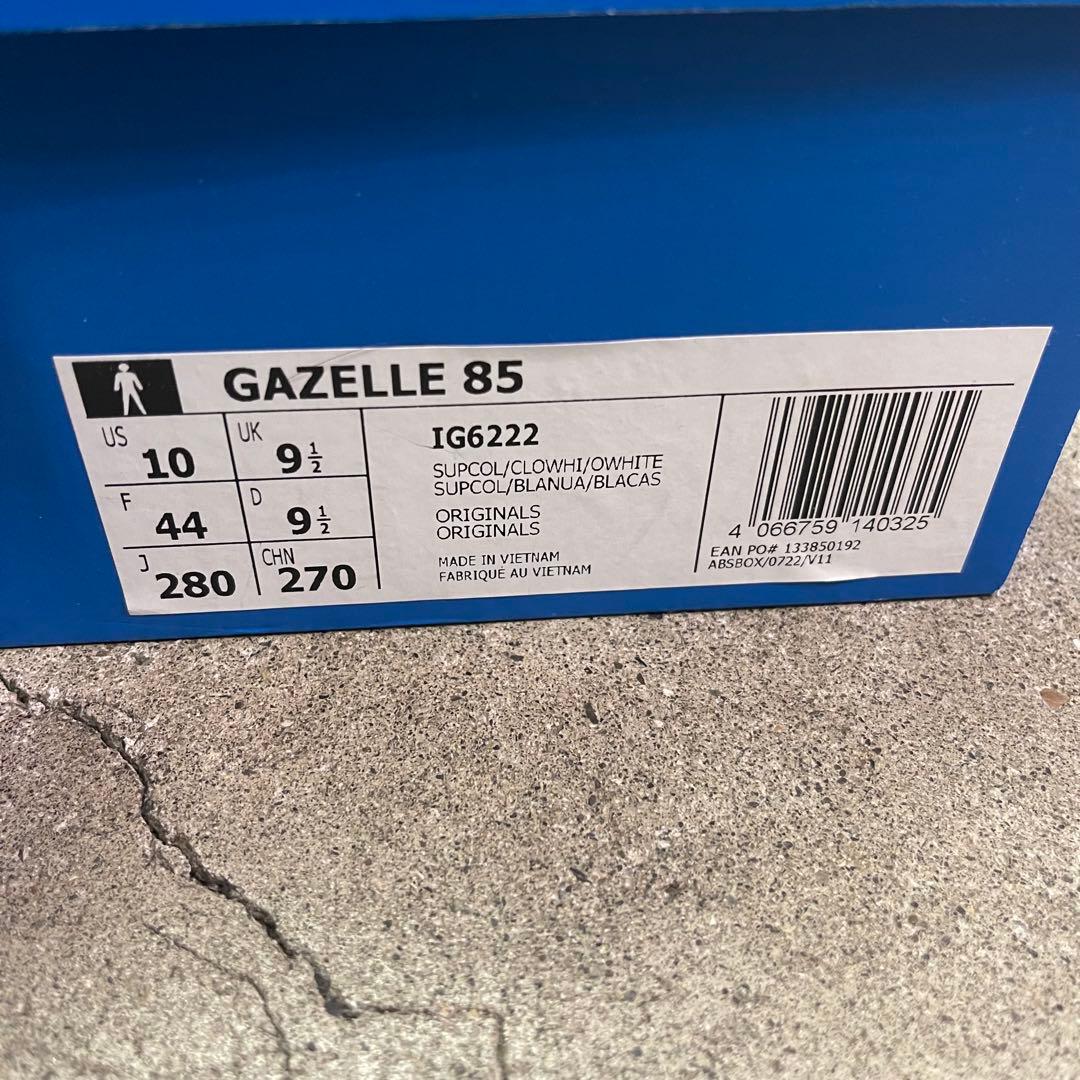 GAZELLE 85
US 10 UK 9 1/2
F 44 D 9 1/2
J 280 CHN 270
IG6222
SUPCOL/CLOWHI/OWHITE
SUPCOL/BLANUA/BLACAS
ORIGINALS
ORIGINALS
MADE IN VIETNAM
FABRIQUÉ AU VIETNAM
4 066759 140325
EAN PO# 133850192
ABSBOX/0722/V11